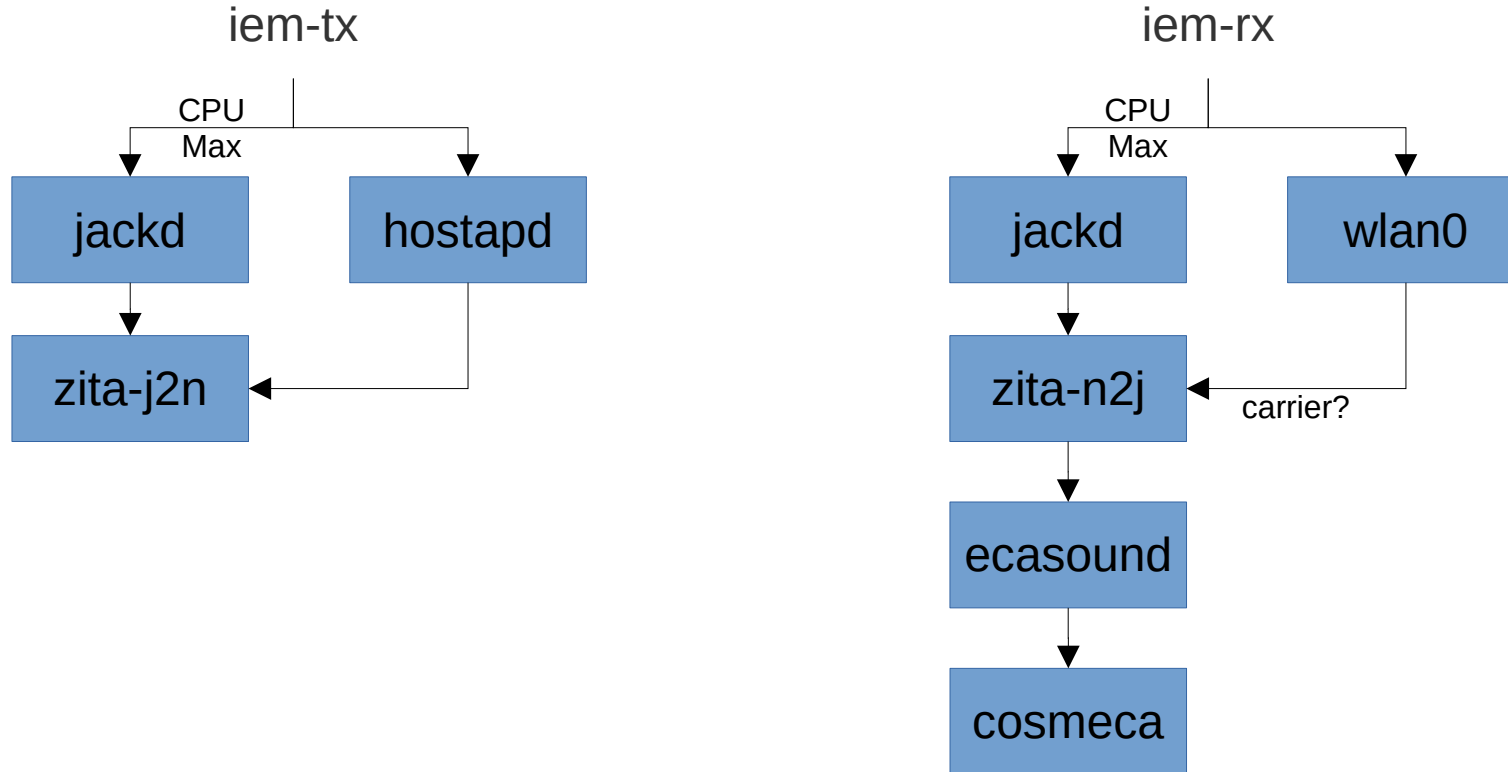 iem-tx
CPU
Max
jackd
hostapd
zita-j2n
iem-rx
CPU
Max
jackd
wlan0
zita-n2j
carrier?
ecasound
cosmeca